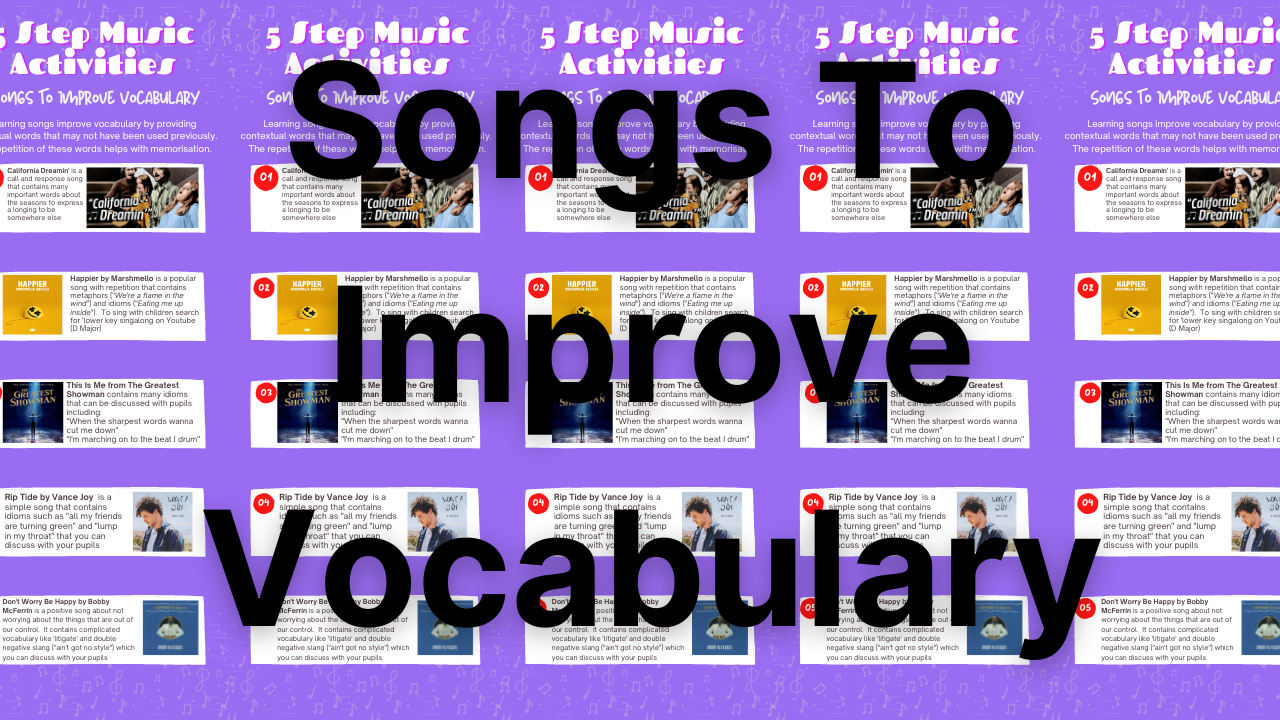 Songs To
Improve
Vocabulary
5 Step Music
Activities
Songs To Improve Vocabulary
Learning songs improve vocabulary by providing
contextual words that may not have been used previously.
The repetition of these words helps with memorisation.
01
California Dreamin' is a
call and response song
that contains many
important words about
the seasons to express
a longing to be
somewhere else
"California
Dreamin'"
02
HAPPIER
Happier by Marshmello is a popular
song with repetition that contains
metaphors ("We're a flame in the
wind") and idioms ("Eating me up
inside"). To sing with children search
for lower key singalong on Youtube
(D Major)
03
THE
GREATEST
SHOWMAN
This Is Me from The Greatest
Showman contains many idioms
that can be discussed with pupils
including:
"When the sharpest words wanna
cut me down"
"I'm marching on to the beat I drum"
04
Rip Tide by Vance Joy is a
simple song that contains
idioms such as "all my friends
are turning green" and "lump
in my throat" that you can
discuss with your pupils
VANCE
JOY
05
Don't Worry Be Happy by Bobby
McFerrin is a positive song about not
worrying about the things that are out of
our control. It contains complicated
vocabulary like 'litigate' and double
negative slang ("ain't got no style") which
you can discuss with your pupils